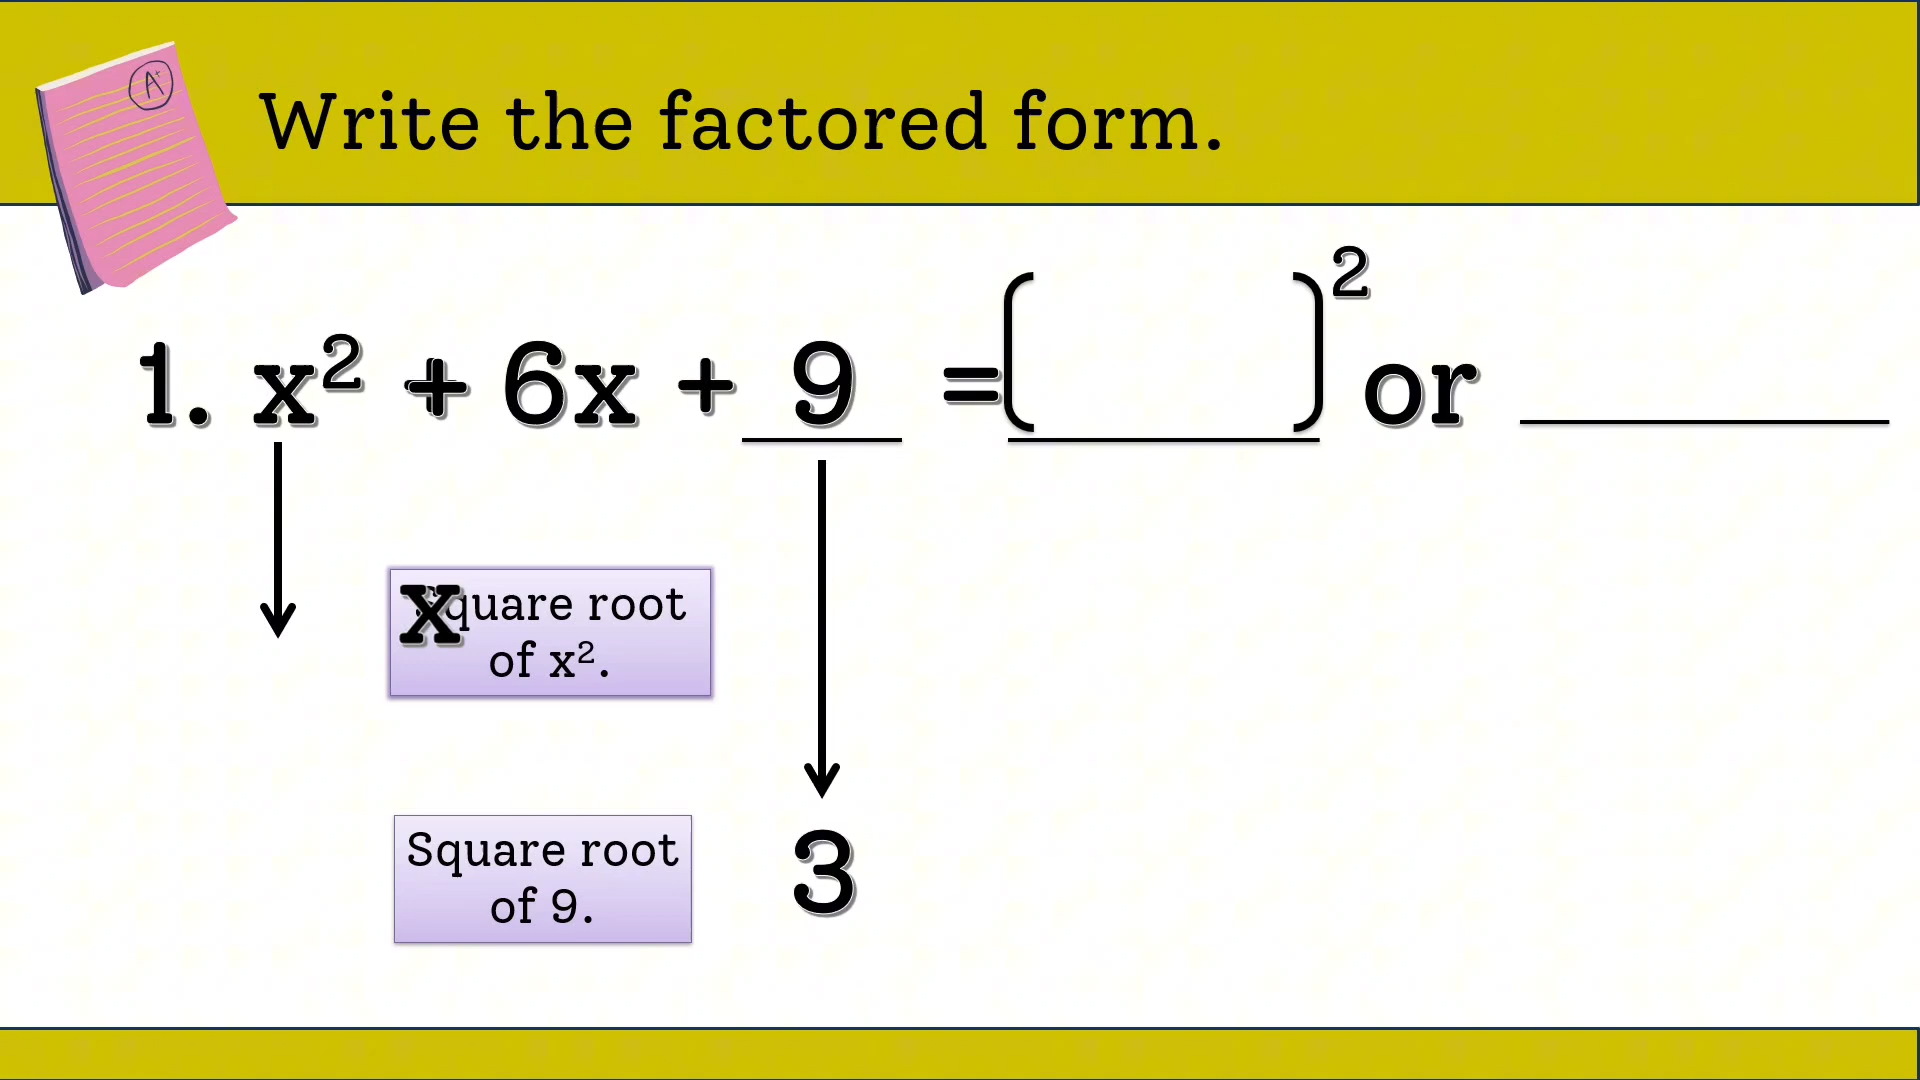 A+
Write the factored form.
1. x² + 6x + 9 = ( )² or
x
Square root
of x².
Square root
of 9.
3